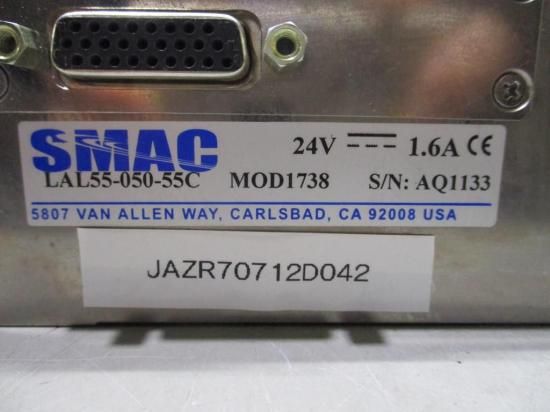 SMAC 24V 1.6A CE
LAL55-050-55C MOD1738 S/N: AQ1133
5807 VAN ALLEN WAY, CARLSBAD, CA 92008 USA
JAZR70712D042